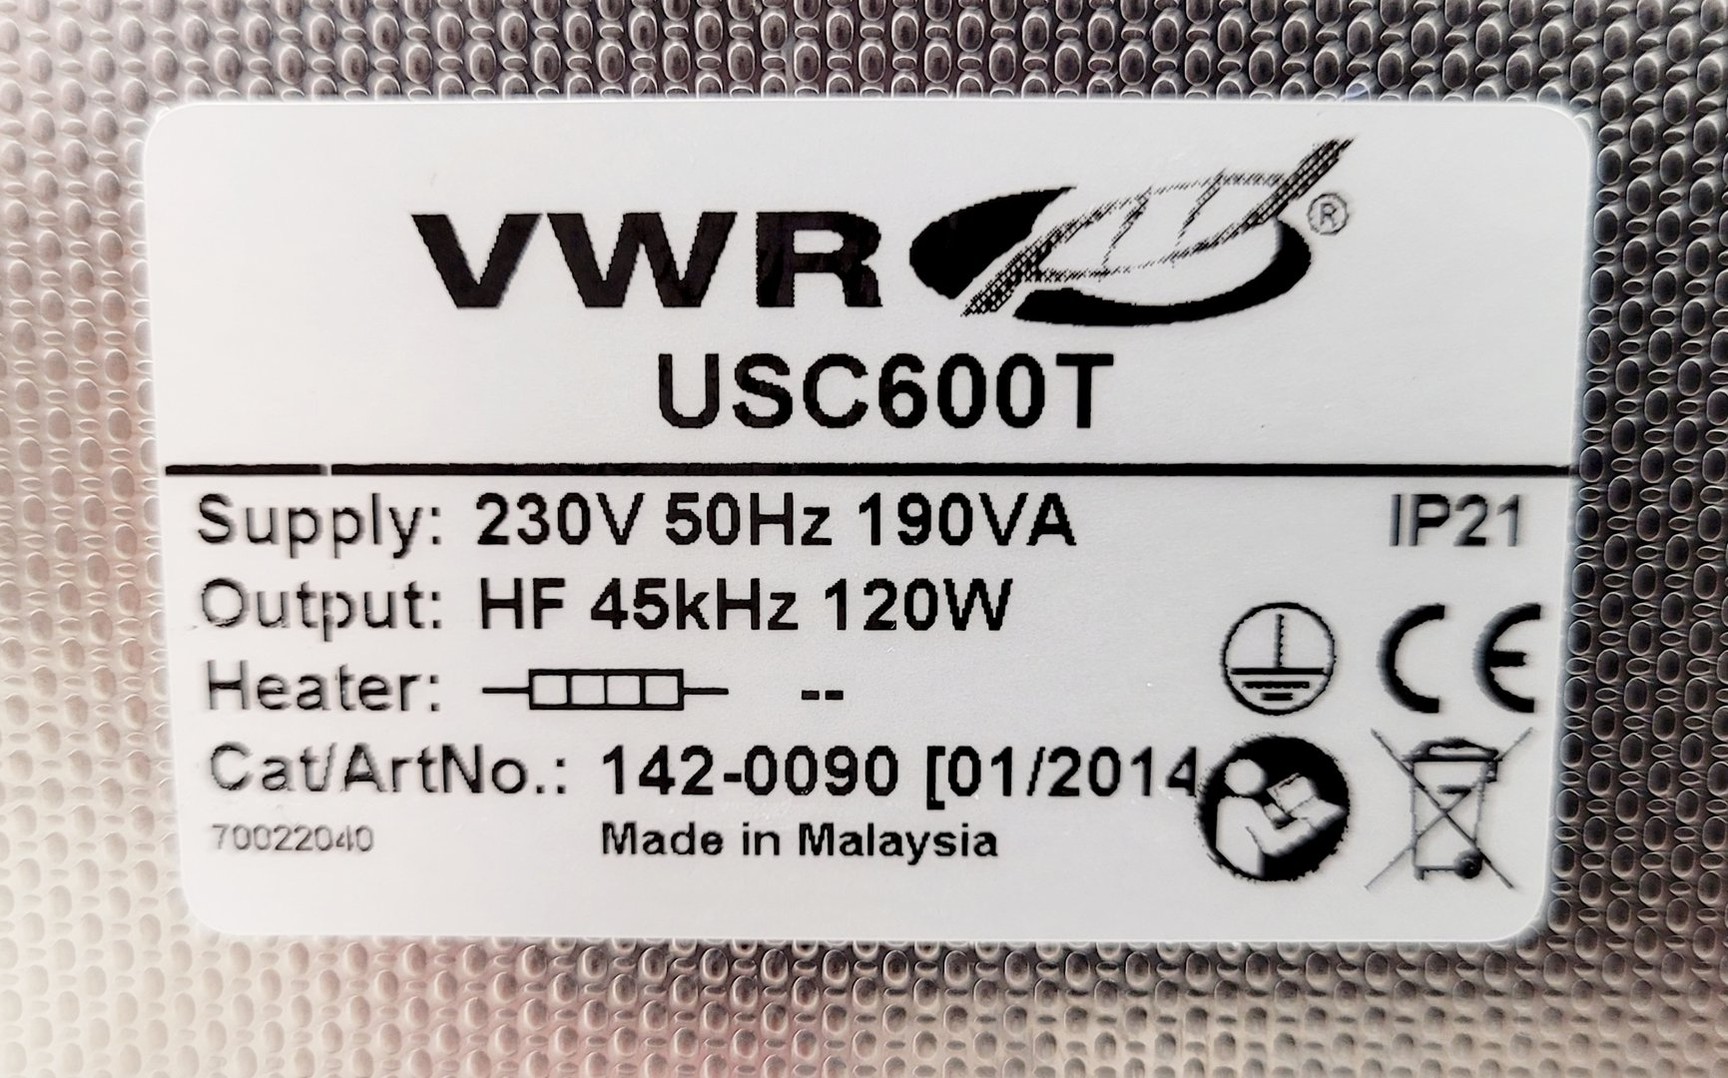 VWR ®
USC600T
Supply: 230V 50Hz 190VA IP21
Output: HF 45kHz 120W
Heater: --
CE
Cat/ArtNo.: 142-0090 [01/2014
70022040 Made in Malaysia